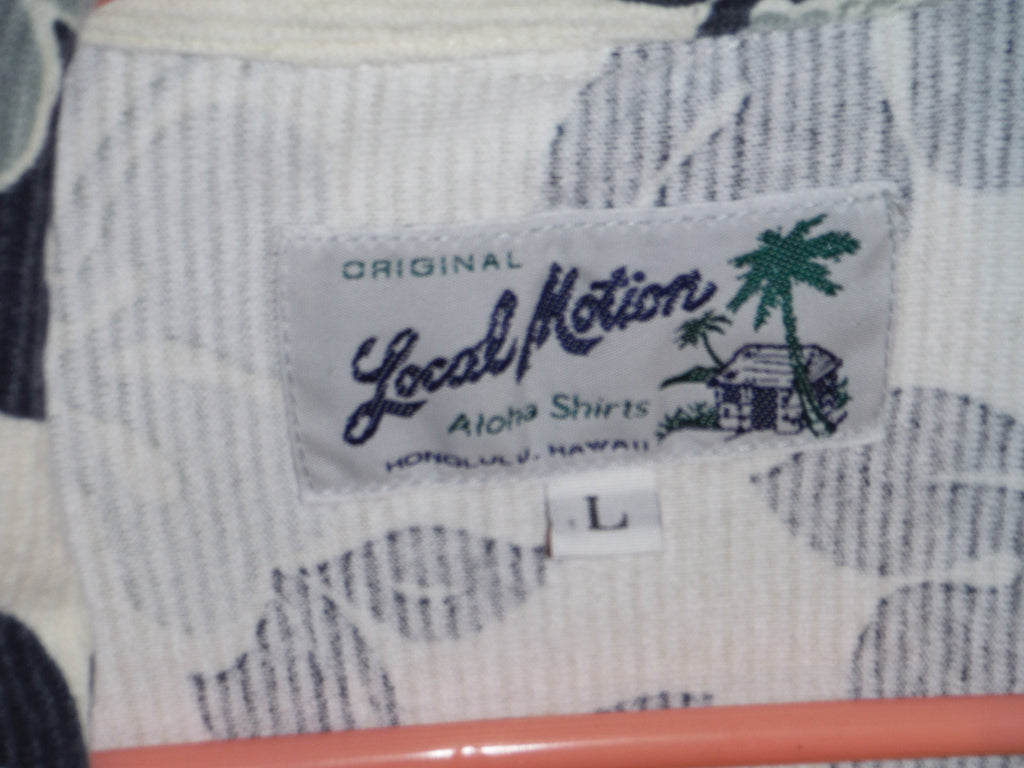 ORIGINAL
Local Motion
Aloha Shirts
HONOLULU, HAWAII
L